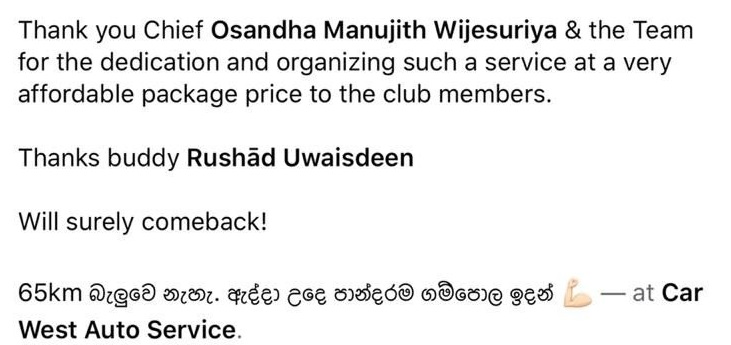 Thank you Chief Osandha Manujith Wijesuriya & the Team
for the dedication and organizing such a service at a very
affordable package price to the club members.
Thanks buddy Rushād Uwaisdeen
Will surely comeback!
65km බැලුවෙ නැහැ. ඇද්දා උදෙ පාන්දරම ගම්පොල ඉදන් 💪🏻 — at Car
West Auto Service.